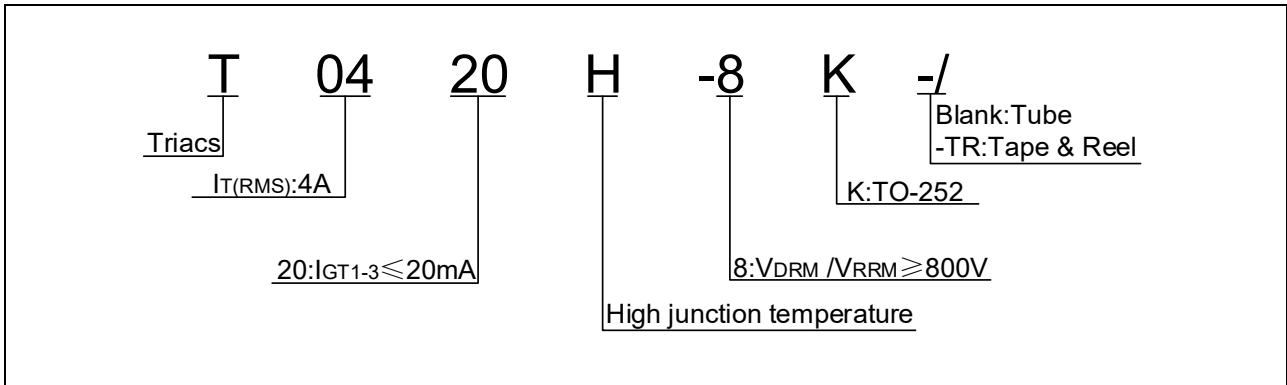 T 04 20 H -8 K -/
Blank:Tube
Triacs
-TR:Tape & Reel
IT(RMS):4A
K:TO-252
20:IGT1-3≤20mA
8:VDRM /VRRM≥800V
High junction temperature